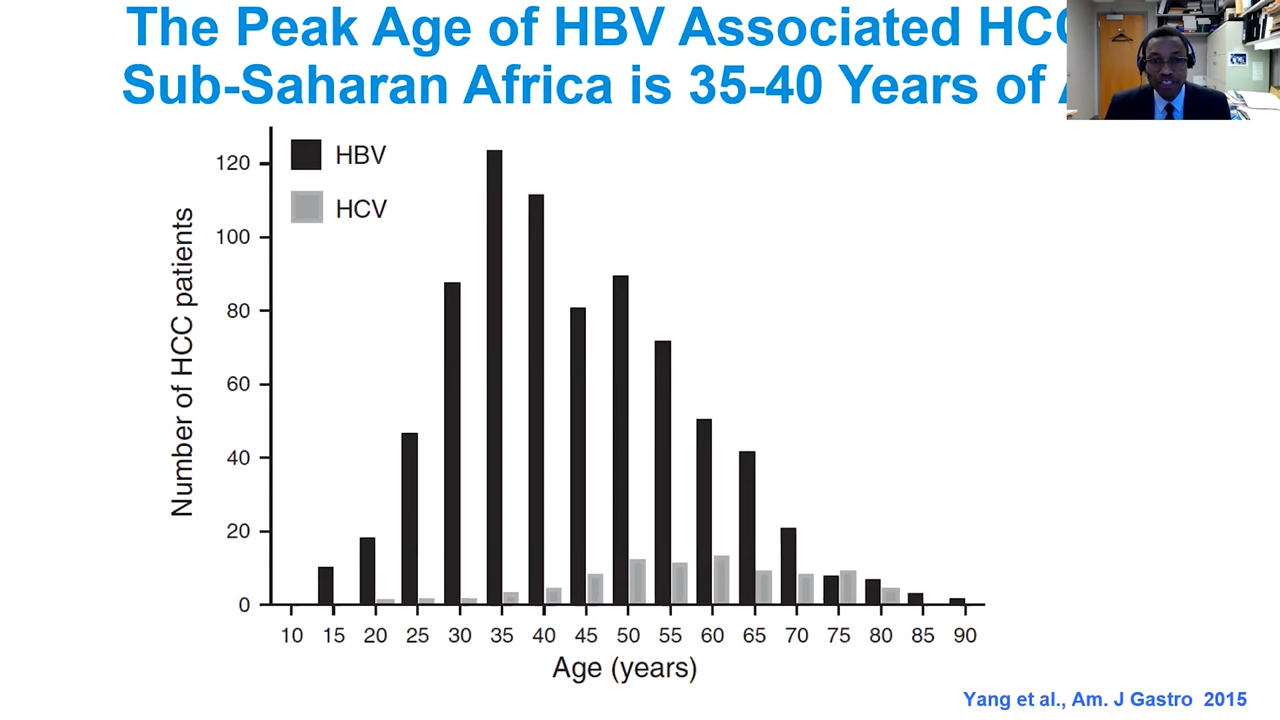 The Peak Age of HBV Associated HCC
Sub-Saharan Africa is 35-40 Years of
HBV
HCV
Number of HCC patients
120
100
80
60
40
20
0
10 15 20 25 30 35 40 45 50 55 60 65 70 75 80 85 90
Age (years)
Yang et al., Am. J Gastro 2015